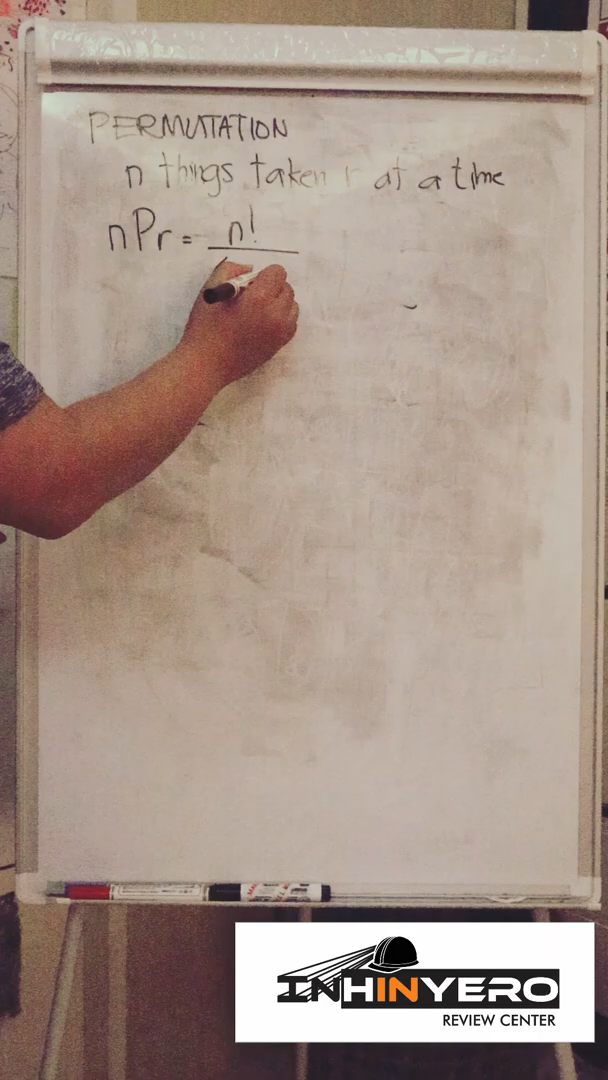 PERMUTATION
n things taken r at a time
nPr = n!
INHINYERO
REVIEW CENTER